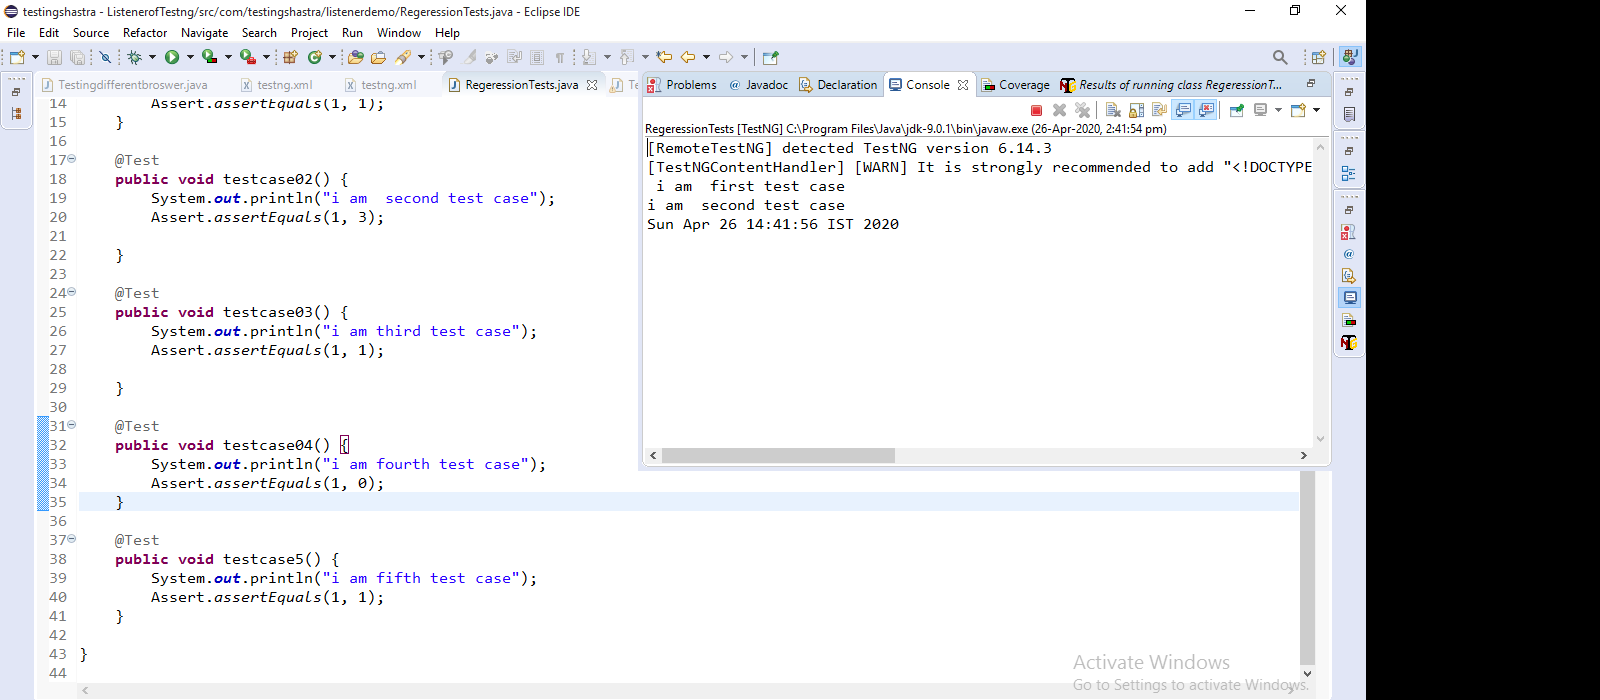 testingshastra - ListenerofTestng/src/com/testingshastra/listenerdemo/RegeressionTests.java - Eclipse IDE
File Edit Source Refactor Navigate Search Project Run Window Help
Testingdifferentbroswer.java testng.xml testng.xml RegeressionTests.java Te
Problems @ Javadoc Declaration Console Coverage Results of running class RegeressionT...
RegeressionTests [TestNG] C:\Program Files\Java\jdk-9.0.1\bin\javaw.exe (26-Apr-2020, 2:41:54 pm)
[RemoteTestNG] detected TestNG version 6.14.3
[TestNGContentHandler] [WARN] It is strongly recommended to add "<!DOCTYPE
i am  first test case
i am  second test case
Sun Apr 26 14:41:56 IST 2020
14 Assert.assertEquals(1, 1);
15 }
16
17 @Test
18 public void testcase02() {
19 System.out.println("i am  second test case");
20 Assert.assertEquals(1, 3);
21
22 }
23
24 @Test
25 public void testcase03() {
26 System.out.println("i am third test case");
27 Assert.assertEquals(1, 1);
28
29 }
30
31 @Test
32 public void testcase04() {
33 System.out.println("i am fourth test case");
34 Assert.assertEquals(1, 0);
35 }
36
37 @Test
38 public void testcase5() {
39 System.out.println("i am fifth test case");
40 Assert.assertEquals(1, 1);
41 }
42
43 }
44
Activate Windows
Go to Settings to activate Windows.